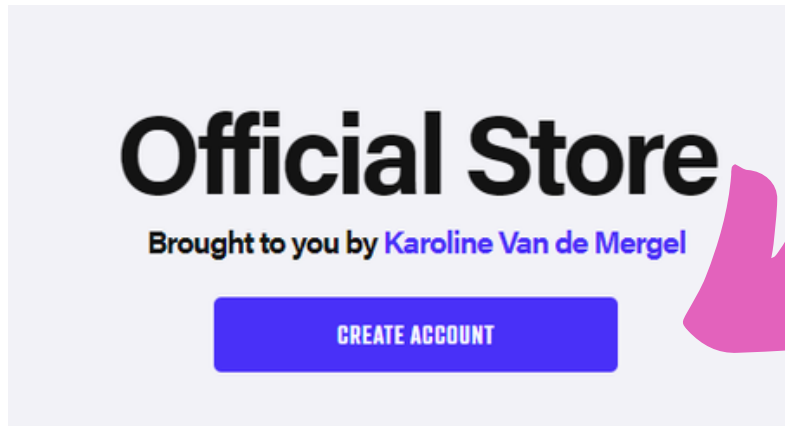 Official Store
Brought to you by Karoline Van de Mergel
CREATE ACCOUNT